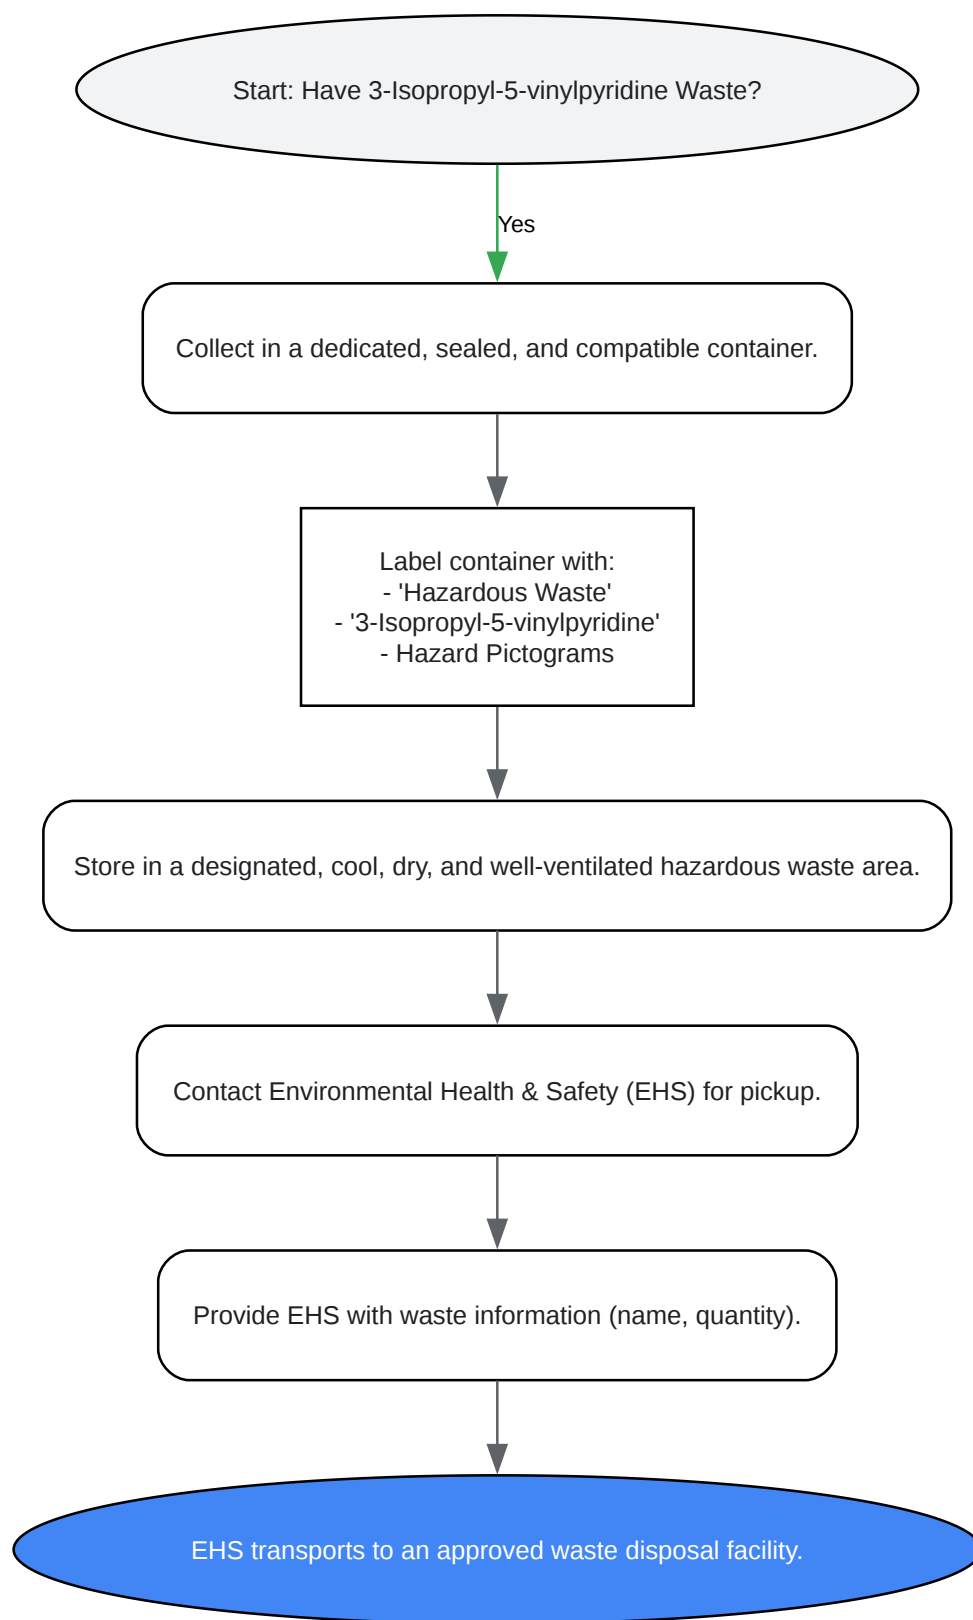 Start: Have 3-Isopropyl-5-vinylpyridine Waste?
Yes
Collect in a dedicated, sealed, and compatible container.
Label container with:
- 'Hazardous Waste'
- '3-Isopropyl-5-vinylpyridine'
- Hazard Pictograms
Store in a designated, cool, dry, and well-ventilated hazardous waste area.
Contact Environmental Health & Safety (EHS) for pickup.
Provide EHS with waste information (name, quantity).
EHS transports to an approved waste disposal facility.